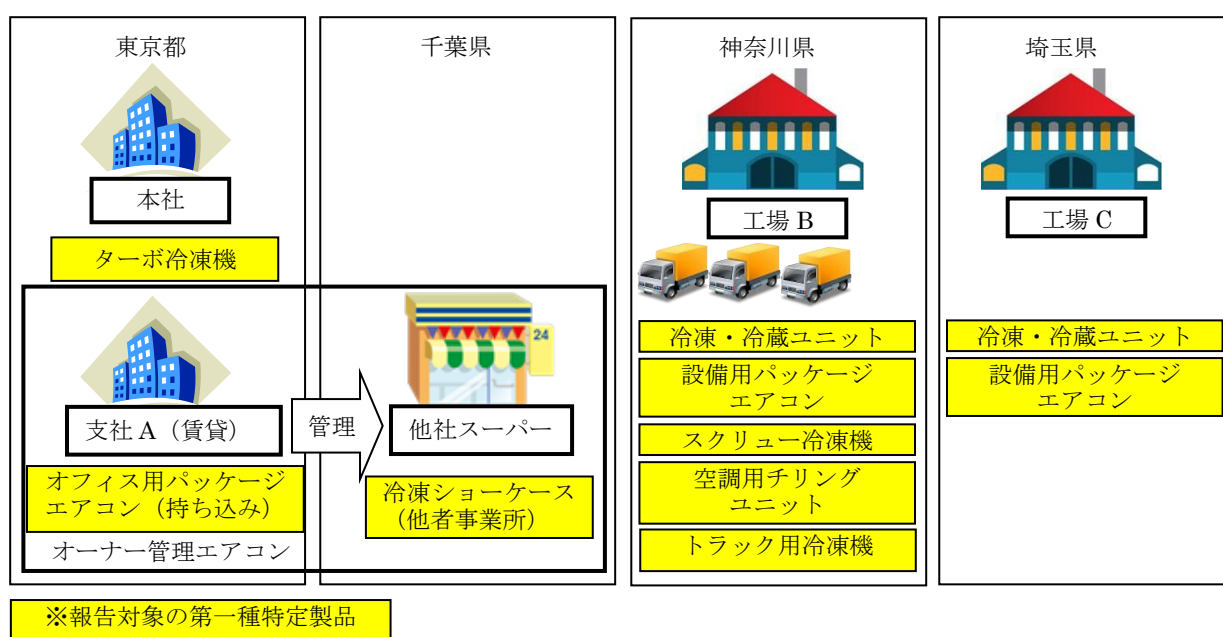 東京都
本社
ターボ冷凍機
支社 A(賃貸)
オフィス用パッケージ
エアコン(持ち込み)
オーナー管理エアコン
管理
千葉県
24
他社スーパー
冷凍ショーケース
(他者事業所)
神奈川県
工場 B
冷凍・冷蔵ユニット
設備用パッケージ
エアコン
スクリュー冷凍機
空調用チリング
ユニット
トラック用冷凍機
埼玉県
工場 C
冷凍・冷蔵ユニット
設備用パッケージ
エアコン
※報告対象の第一種特定製品